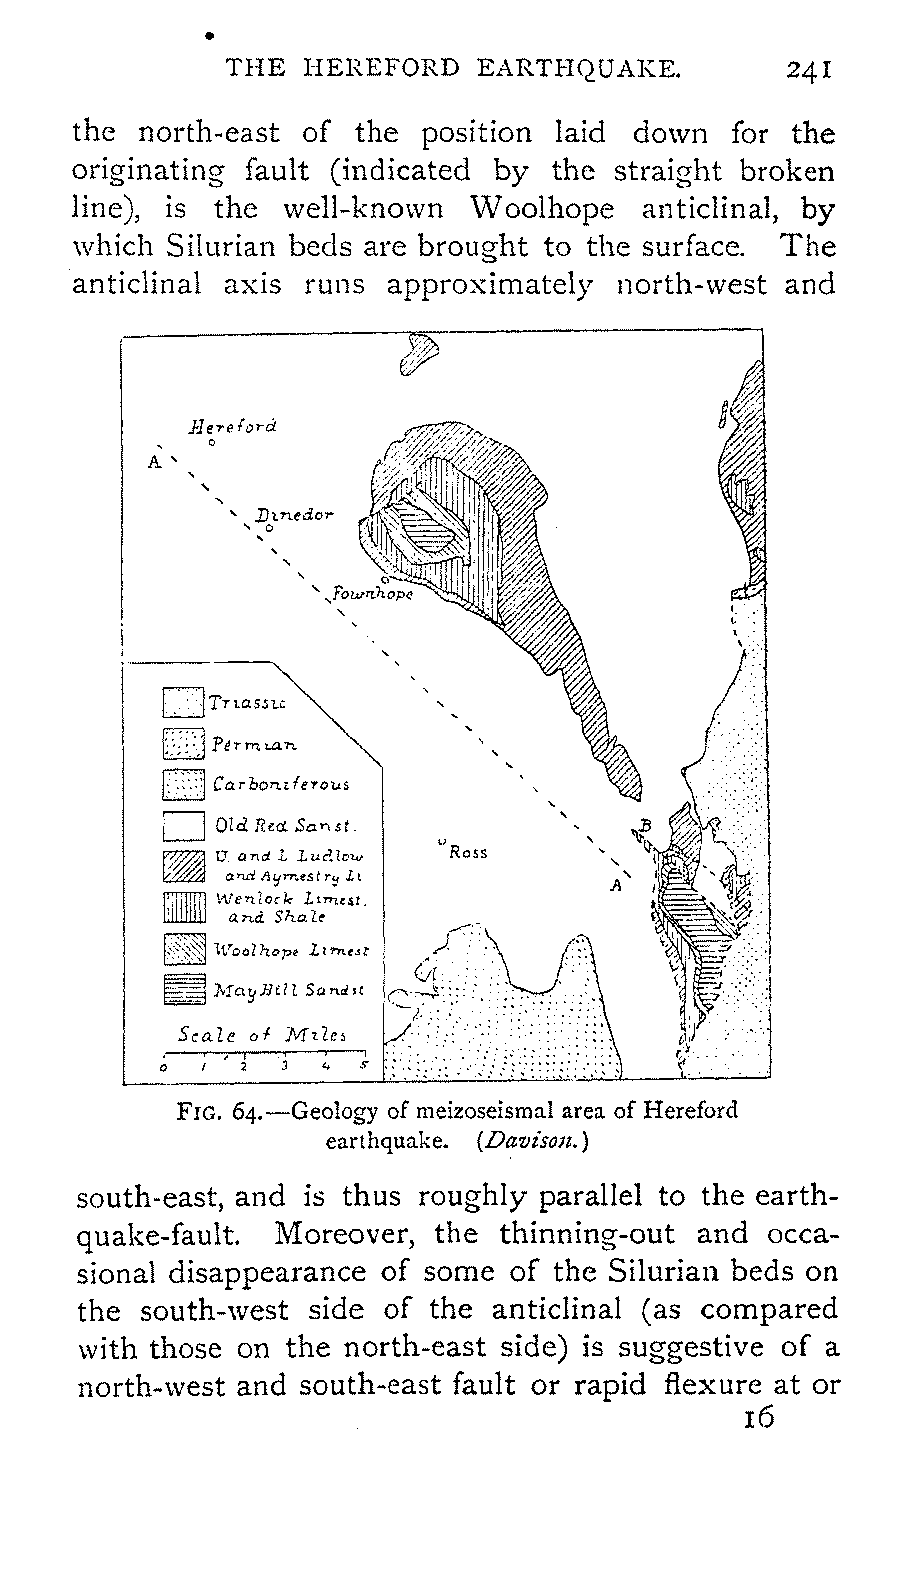 THE HEREFORD EARTHQUAKE. 241
the north-east of the position laid down for the
originating fault (indicated by the straight broken
line), is the well-known Woolhope anticlinal, by
which Silurian beds are brought to the surface. The
anticlinal axis runs approximately north-west and
Hereford
A
Dinedor
Fownhope
Triassic
Permian
Carboniferous
Old Red Sanst.
U. and L Ludlow
and Aymestry Lt
Wenlock Limest.
and Shale
Woolhope Limest
May Hill Sandst
Scale of Miles
0 1 2 3 4 5
Ross
B
A
FIG. 64.—Geology of meizoseismal area of Hereford
earthquake. (Davison.)
south-east, and is thus roughly parallel to the earth-
quake-fault. Moreover, the thinning-out and occa-
sional disappearance of some of the Silurian beds on
the south-west side of the anticlinal (as compared
with those on the north-east side) is suggestive of a
north-west and south-east fault or rapid flexure at or
16